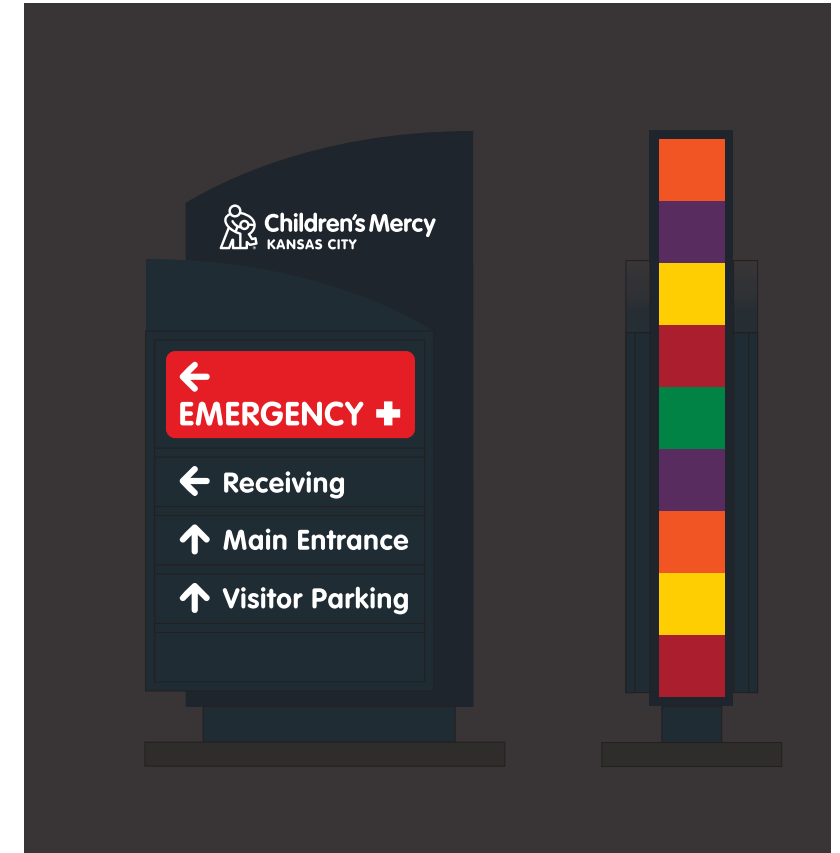 Children's Mercy
KANSAS CITY
←
EMERGENCY +
← Receiving
↑ Main Entrance
↑ Visitor Parking